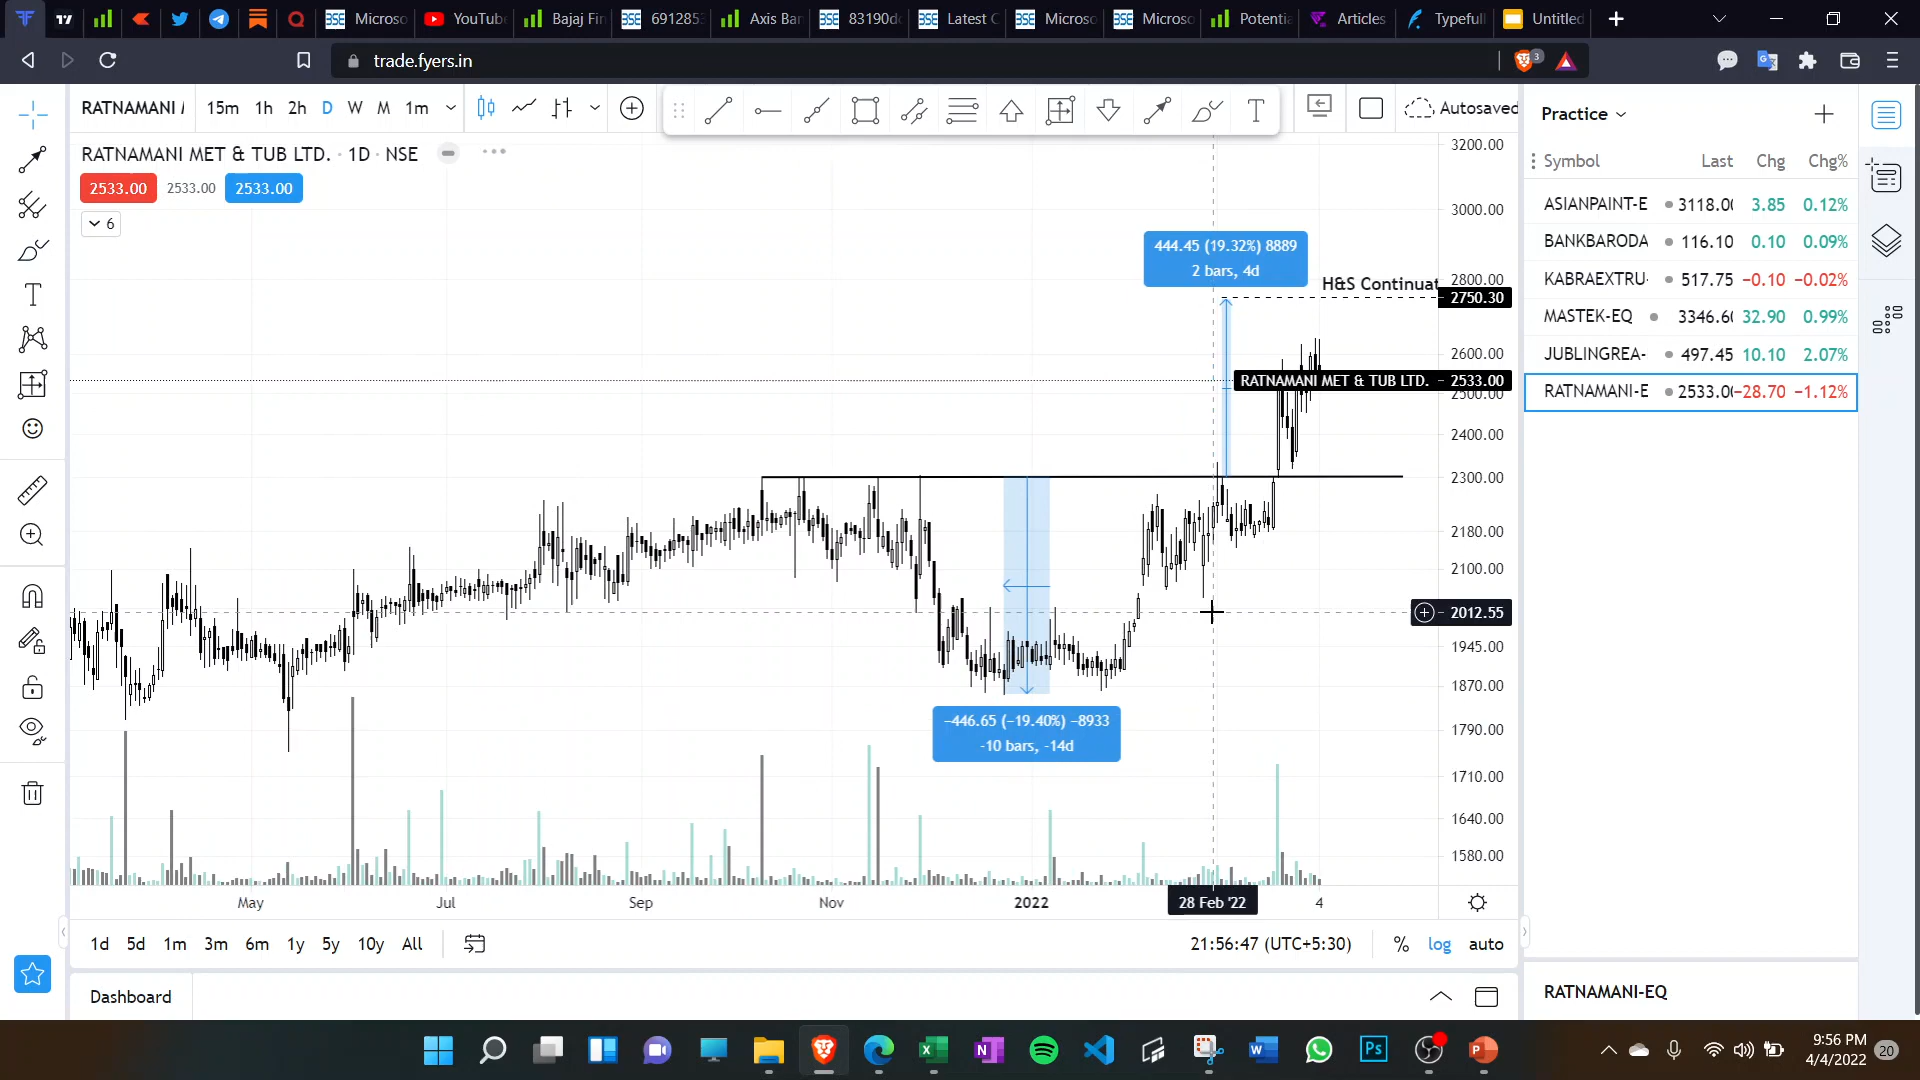 Microso
YouTube
Bajaj Fin
691285
Axis Ban
83190d
Latest C
Microso
Microso
Potentia
Articles
Typefull
Untitled
trade.fyers.in
3
RATNAMANI
15m 1h 2h D W M 1m
T
Autosaved
Practice
RATNAMANI MET & TUB LTD. · 1D · NSE
2533.00 2533.00 2533.00
6
Symbol Last Chg Chg%
ASIANPAINT-E 3118.00 3.85 0.12%
BANKBARODA 116.10 0.10 0.09%
KABRAEXTRU- 517.75 −0.10 −0.02%
MASTEK-EQ 3346.60 32.90 0.99%
JUBLINGREA- 497.45 10.10 2.07%
RATNAMANI-E 2533.00 −28.70 −1.12%
444.45 (19.32%) 8889
2 bars, 4d
H&S Continuat
3200.00
3000.00
2800.00
2750.30
2600.00
RATNAMANI MET & TUB LTD. 2533.00
2500.00
2400.00
2300.00
2180.00
2100.00
2012.55
1945.00
1870.00
1790.00
1710.00
1640.00
1580.00
−446.65 (−19.40%) −8933
-10 bars, -14d
May Jul Sep Nov 2022 28 Feb '22 4
1d 5d 1m 3m 6m 1y 5y 10y All
21:56:47 (UTC+5:30) % log auto
Dashboard
RATNAMANI-EQ
9:56 PM
4/4/2022
20